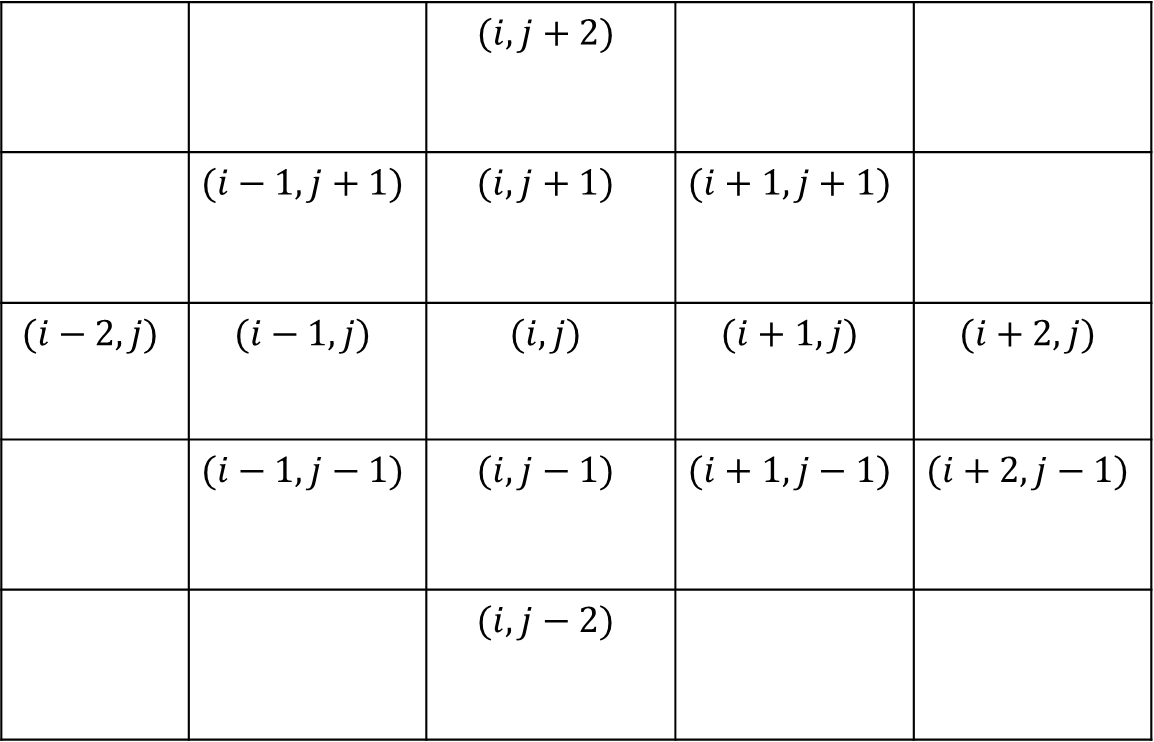 (i, j + 2)
(i − 1, j + 1) (i, j + 1) (i + 1, j + 1)
(i − 2, j) (i − 1, j) (i, j) (i + 1, j) (i + 2, j)
(i − 1, j − 1) (i, j − 1) (i + 1, j − 1) (i + 2, j − 1)
(i, j − 2)